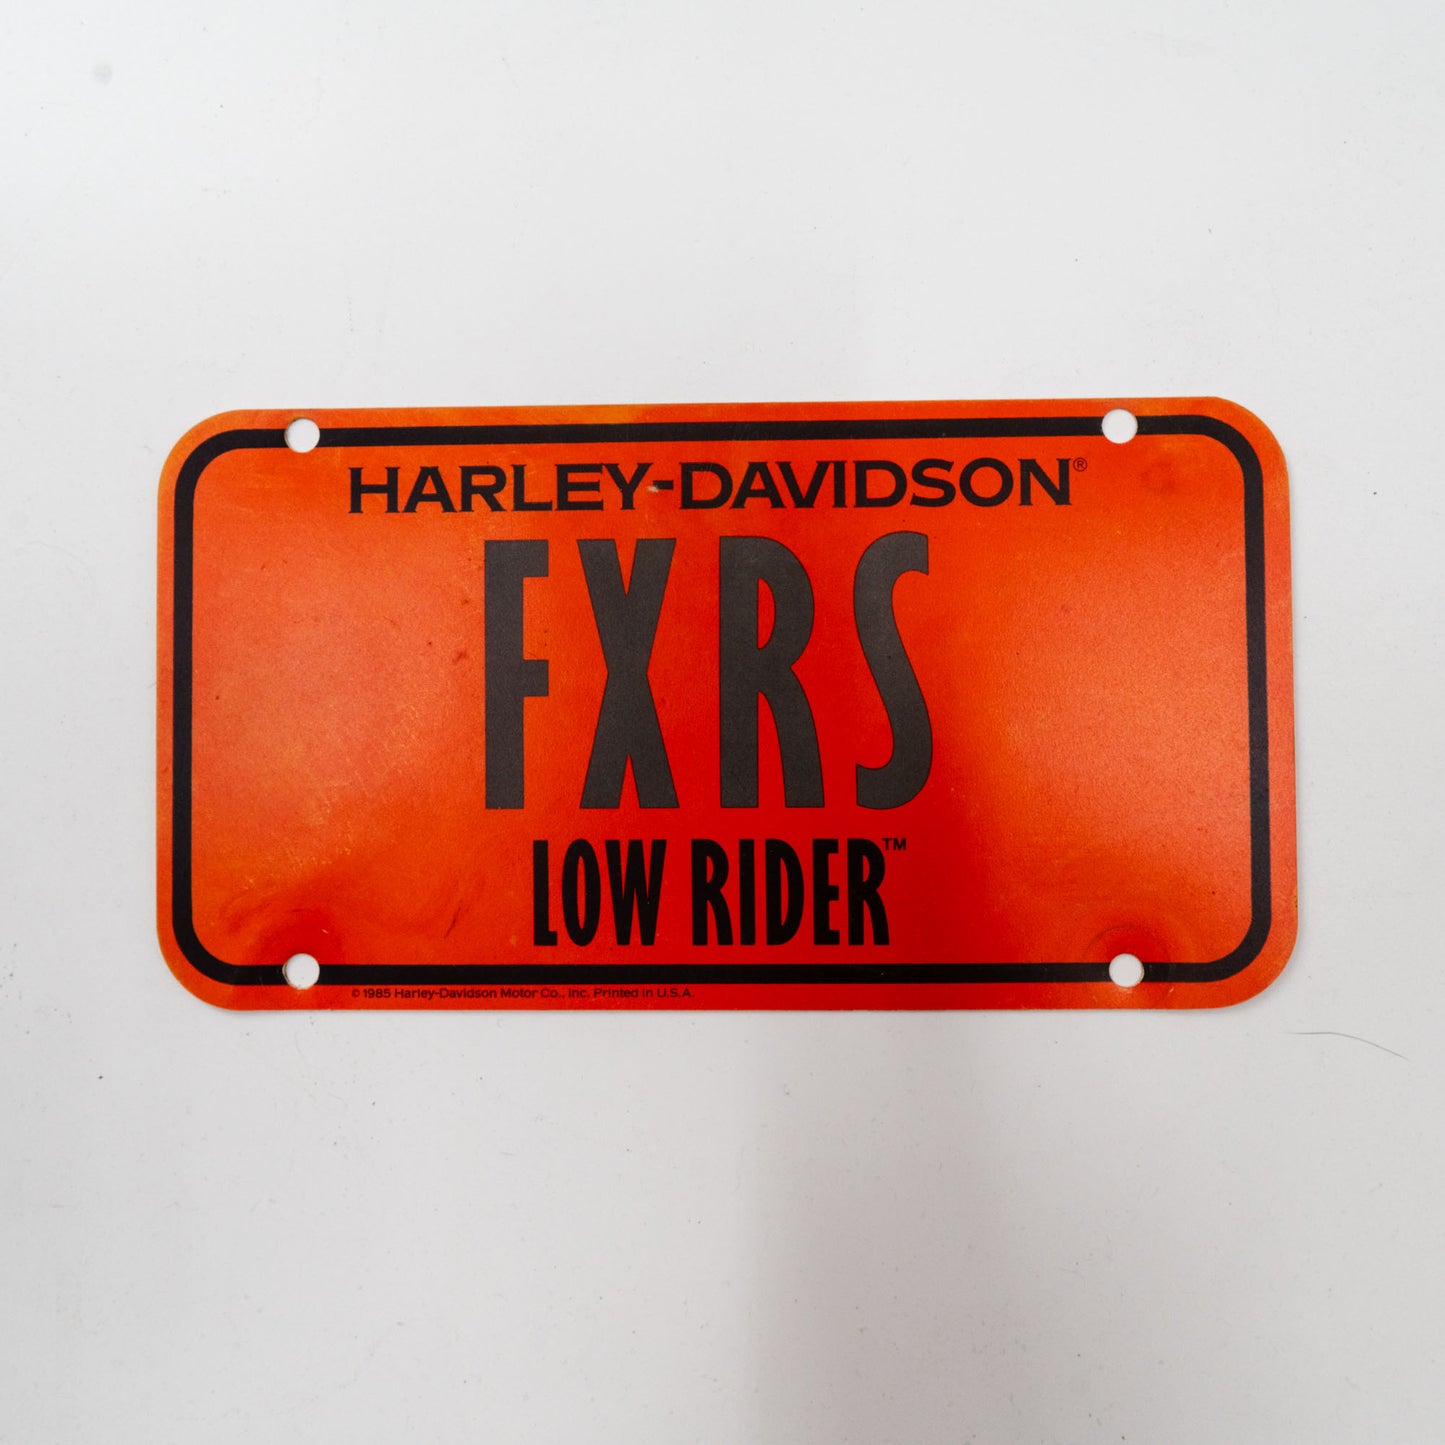 HARLEY-DAVIDSON®
FXRS
LOW RIDER™
© 1985 Harley-Davidson Motor Co., Inc. Printed in U.S.A.